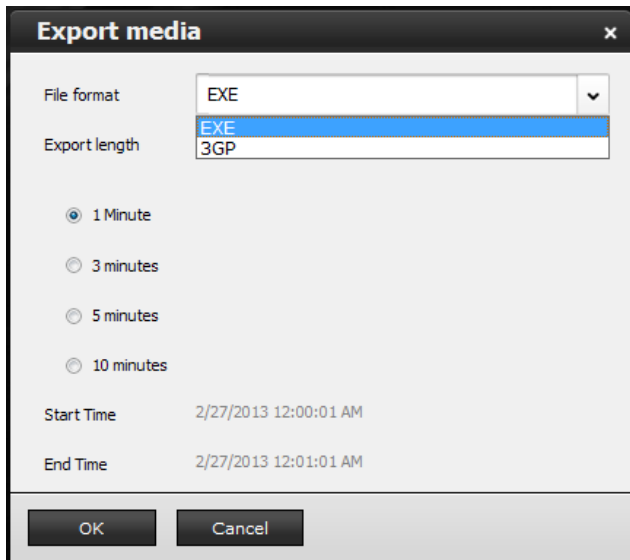 Export media
File format
EXE
EXE
3GP
Export length
1 Minute
3 minutes
5 minutes
10 minutes
Start Time 2/27/2013 12:00:01 AM
End Time 2/27/2013 12:01:01 AM
OK Cancel